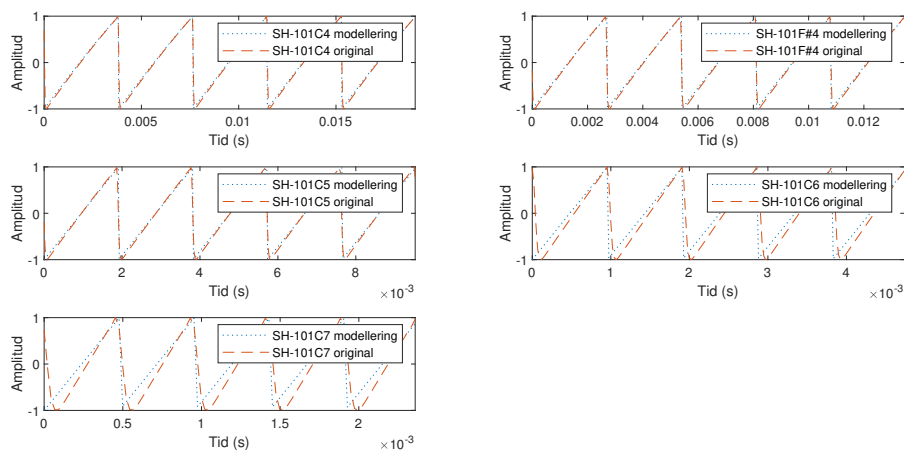 SH-101C4 modellering
SH-101C4 original
Amplitud
1
0
-1
0
0.005
0.01
0.015
Tid (s)
SH-101F#4 modellering
SH-101F#4 original
Amplitud
1
0
-1
0
0.002
0.004
0.006
0.008
0.01
0.012
Tid (s)
SH-101C5 modellering
SH-101C5 original
Amplitud
1
0
-1
0
2
4
6
8
Tid (s)
×10⁻³
SH-101C6 modellering
SH-101C6 original
Amplitud
1
0
-1
0
1
2
3
4
Tid (s)
×10⁻³
SH-101C7 modellering
SH-101C7 original
Amplitud
1
0
-1
0
0.5
1
1.5
2
Tid (s)
×10⁻³